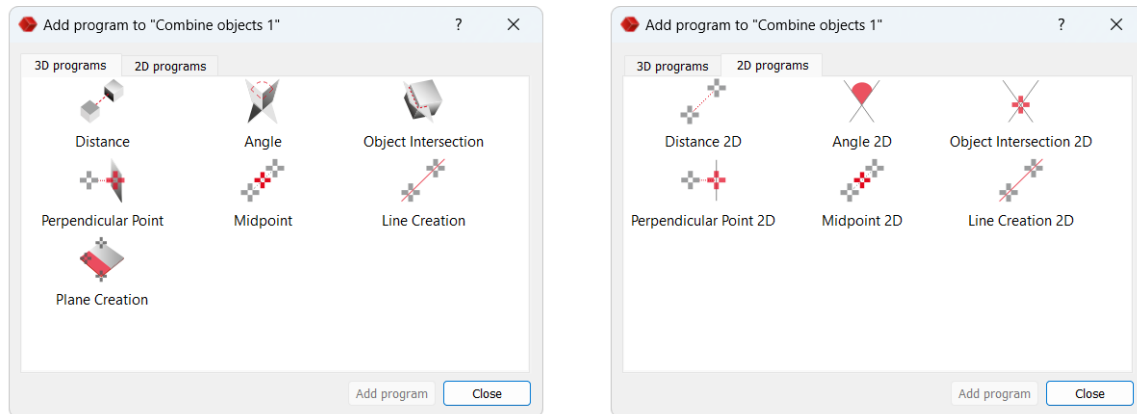 Add program to "Combine objects 1" ?
3D programs 2D programs
Distance Angle Object Intersection
Perpendicular Point Midpoint Line Creation
Plane Creation
Add program Close
Add program to "Combine objects 1" ?
3D programs 2D programs
Distance 2D Angle 2D Object Intersection 2D
Perpendicular Point 2D Midpoint 2D Line Creation 2D
Add program Close